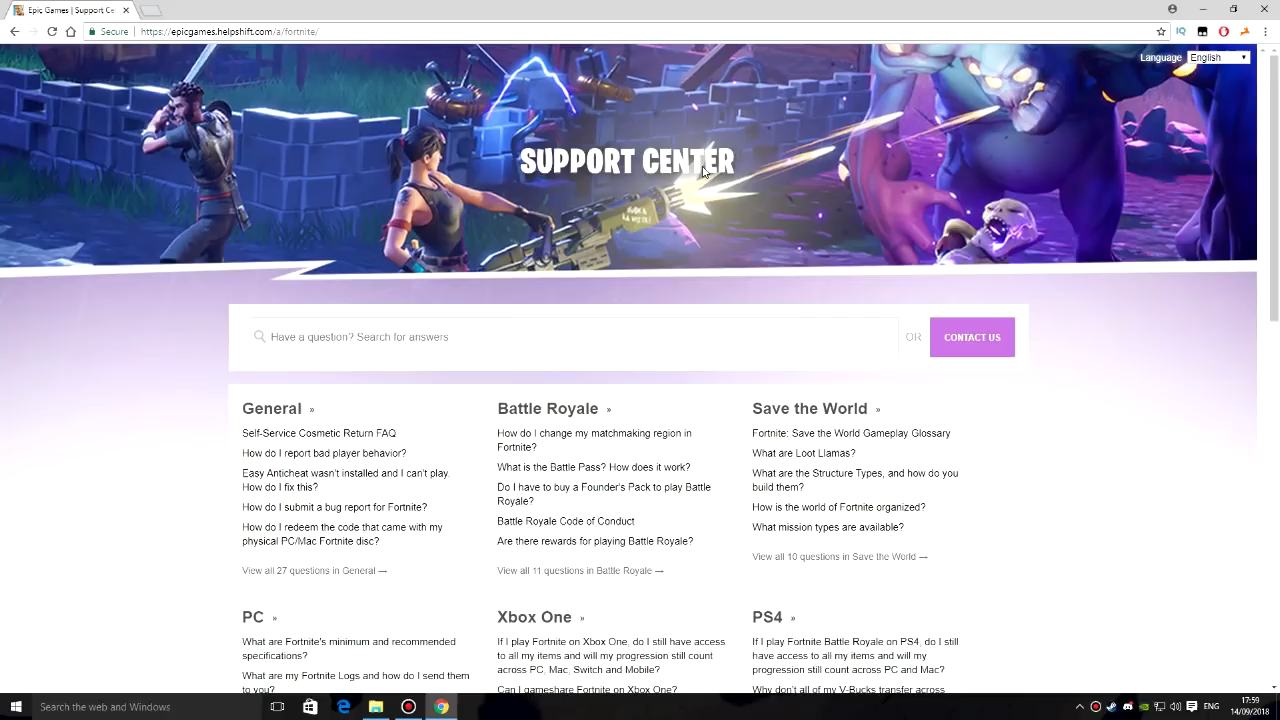 Epic Games | Support Ce
Secure
https://epicgames.helpshift.com/a/fortnite/
Language English
SUPPORT CENTER
Have a question? Search for answers
OR
CONTACT US
General »
Self-Service Cosmetic Return FAQ
How do I report bad player behavior?
Easy Anticheat wasn't installed and I can't play.
How do I fix this?
How do I submit a bug report for Fortnite?
How do I redeem the code that came with my
physical PC/Mac Fortnite disc?
View all 27 questions in General →
Battle Royale »
How do I change my matchmaking region in
Fortnite?
What is the Battle Pass? How does it work?
Do I have to buy a Founder's Pack to play Battle
Royale?
Battle Royale Code of Conduct
Are there rewards for playing Battle Royale?
View all 11 questions in Battle Royale →
Save the World »
Fortnite: Save the World Gameplay Glossary
What are Loot Llamas?
What are the Structure Types, and how do you
build them?
How is the world of Fortnite organized?
What mission types are available?
View all 10 questions in Save the World →
PC »
What are Fortnite's minimum and recommended
specifications?
What are my Fortnite Logs and how do I send them
to you?
Xbox One »
If I play Fortnite on Xbox One, do I still have access
to all my items and will my progression still count
across PC, Mac, Switch and Mobile?
Can I gameshare Fortnite on Xbox One?
PS4 »
If I play Fortnite Battle Royale on PS4, do I still
have access to all my items and will my
progression still count across PC and Mac?
Why don't all of my V-Bucks transfer across
Search the web and Windows
ENG
17:59
14/09/2018